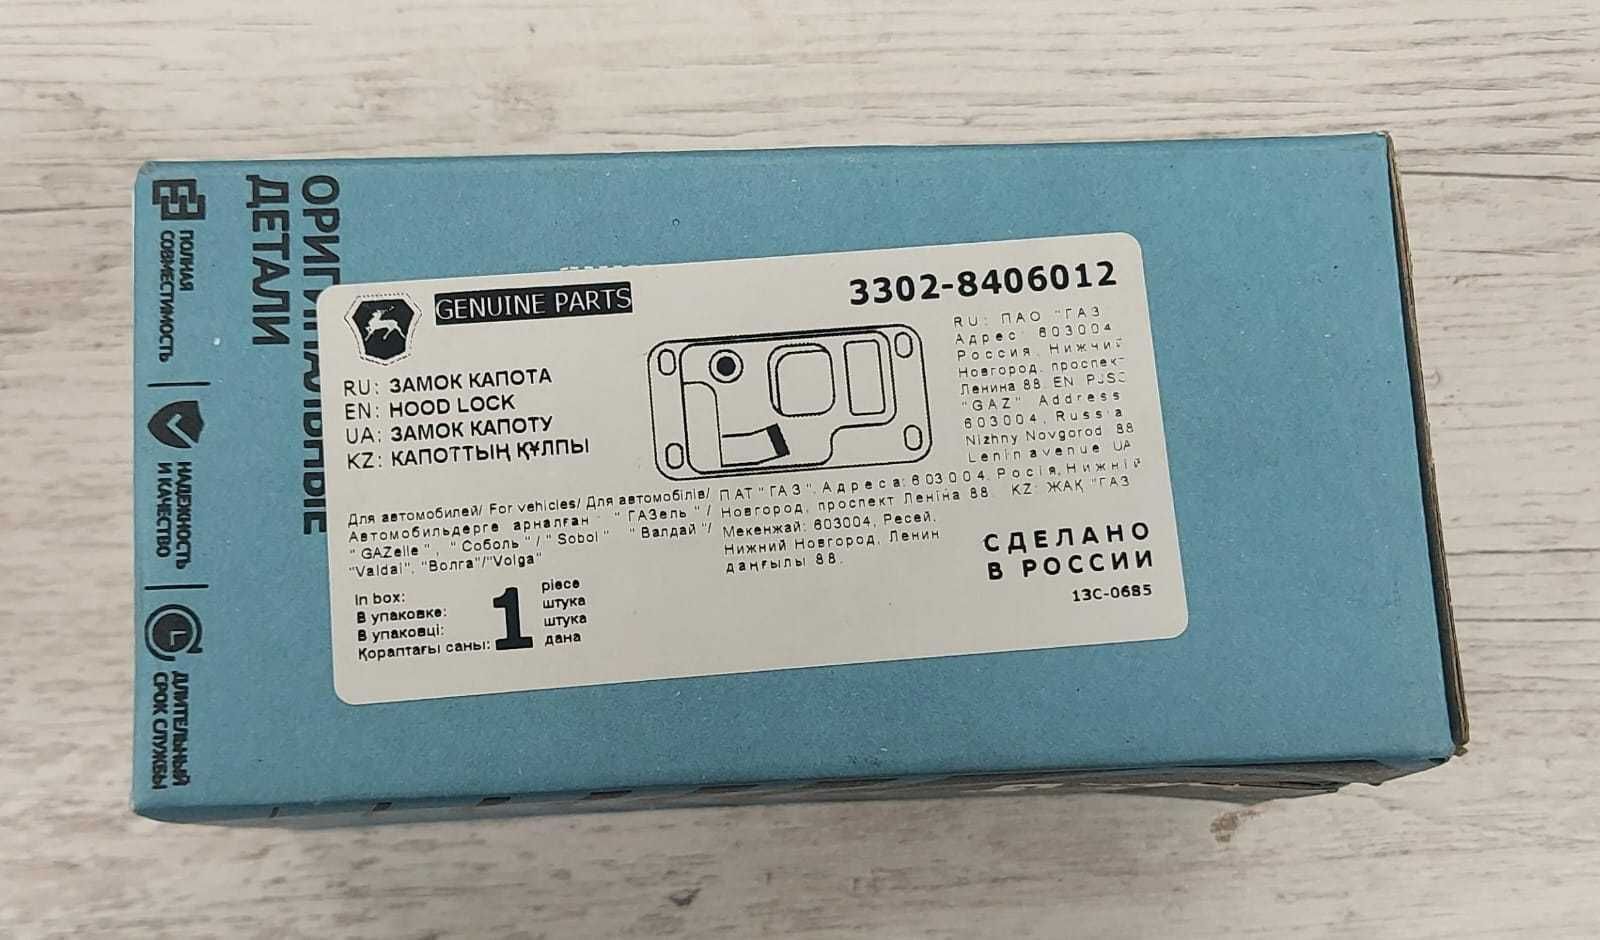 ОРИГИНАЛЬНЫЕ
ДЕТАЛИ
ПОЛНАЯ
СОВМЕСТИМОСТЬ
НАДЕЖНОСТЬ
И КАЧЕСТВО
ДЛИТЕЛЬНЫЙ
СРОК СЛУЖБЫ
GENUINE PARTS
3302-8406012
RU: ЗАМОК КАПОТА
EN: HOOD LOCK
UA: ЗАМОК КАПОТУ
KZ: КАПОТТЫҢ ҚҰЛПЫ
RU: ПАО "ГАЗ
Адрес: 603004
Россия, Нижний
Новгород, проспек
Ленина 88. EN PJSC
"GAZ" Address
603004, Russia
Nizhny Novgorod 88
Lenin avenue UA
ПАТ "ГАЗ", Адреса: 603004, Росія, Нижній
Новгород, проспект Леніна 88. KZ: ЖАҚ "ГАЗ
Мекенжай: 603004, Ресей,
Нижний Новгород, Ленин
даңғылы 88.
Для автомобилей/ For vehicles/ Для автомобілів/
Автомобильдерге арналған " ГАЗель "/
" GAZelle ", "Соболь "/" Sobol " "Валдай"/
"Valdai", "Волга"/"Volga"
In box:
В упаковке:
В упаковці:
Қораптағы саны:
1
piece
штука
штука
дана
СДЕЛАНО
В РОССИИ
13С-0685